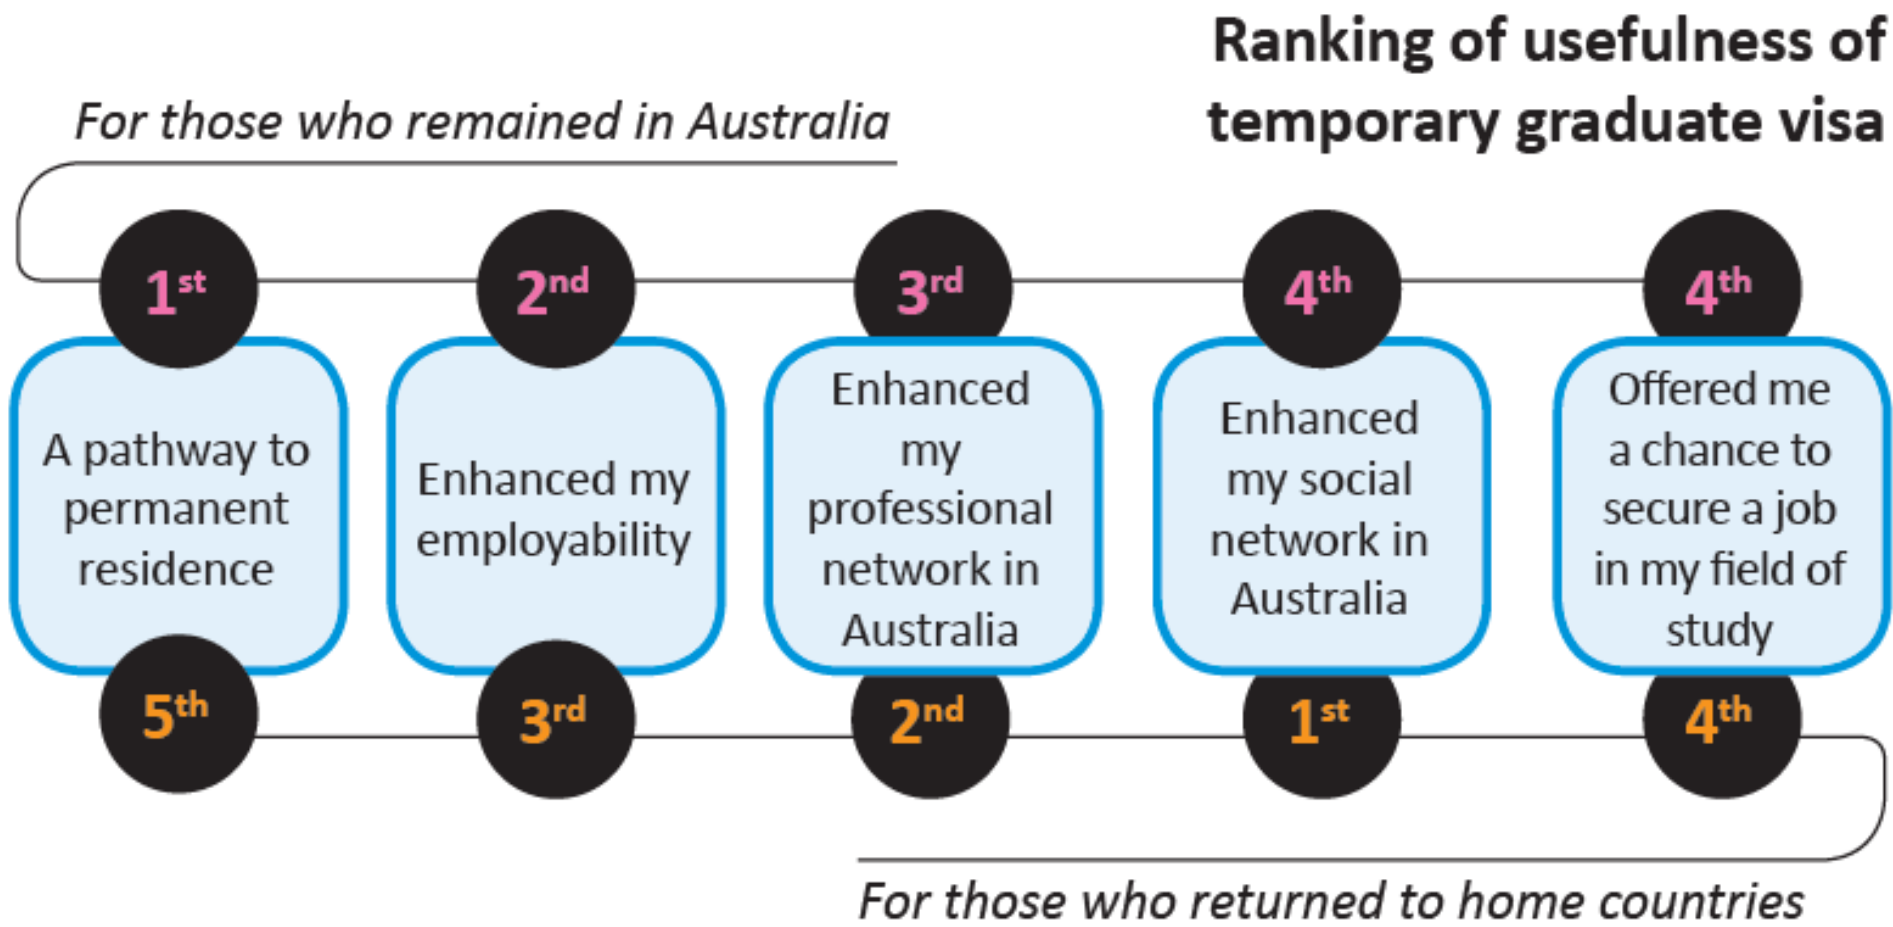 Ranking of usefulness of
temporary graduate visa
For those who remained in Australia
1st
2nd
3rd
4th
4th
A pathway to
permanent
residence
Enhanced my
employability
Enhanced
my
professional
network in
Australia
Enhanced
my social
network in
Australia
Offered me
a chance to
secure a job
in my field of
study
5th
3rd
2nd
1st
4th
For those who returned to home countries